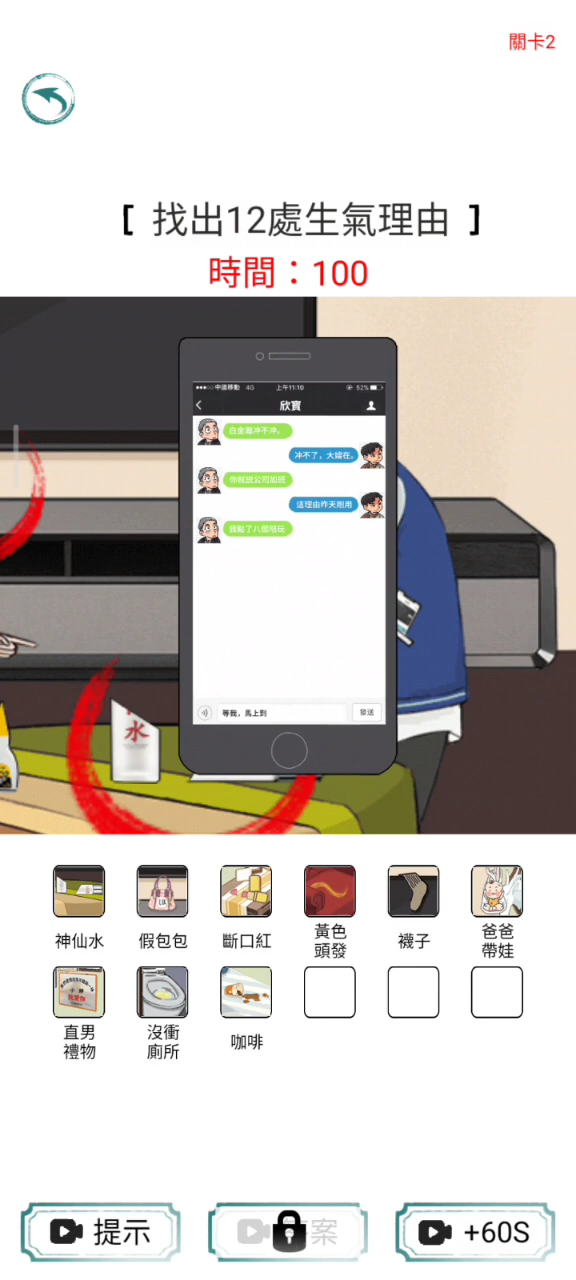 關卡2
[ 找出12處生氣理由 ]
時間：100
中國移動 4G 上午11:10 52%
欣寶
白金瀚冲不冲。
冲不了，大嫂在。
你就說公司加班
這理由昨天剛用
我點了八個陪玩
等我，馬上到
發送
水
神仙水 假包包 斷口紅 黃色頭發 襪子 爸爸帶娃
直男禮物 沒衝廁所 咖啡
提示 案 +60S